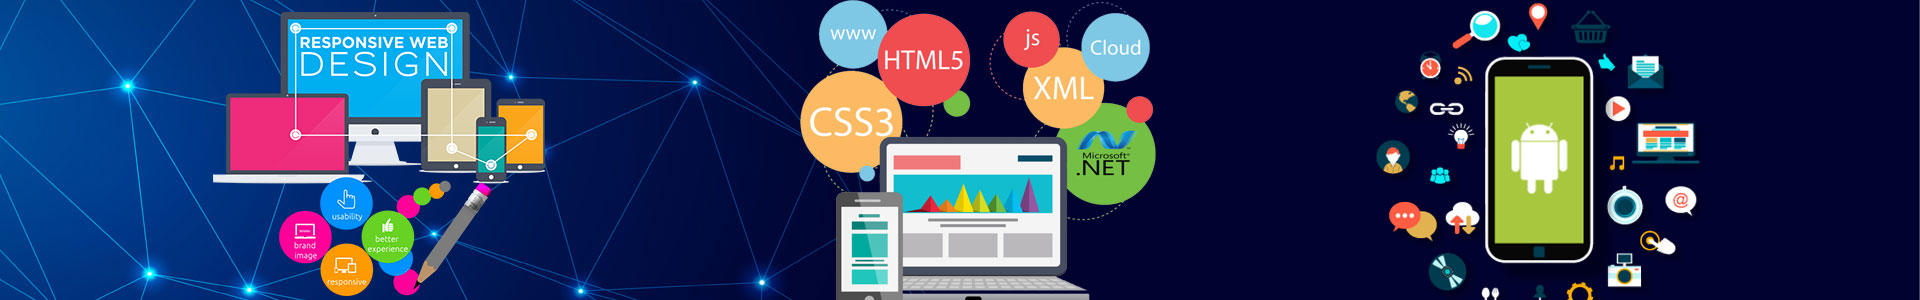 RESPONSIVE WEB
DESIGN
usability
brand
image
better
experience
responsive
www
HTML5
CSS3
js
Cloud
XML
Microsoft®
.NET
@